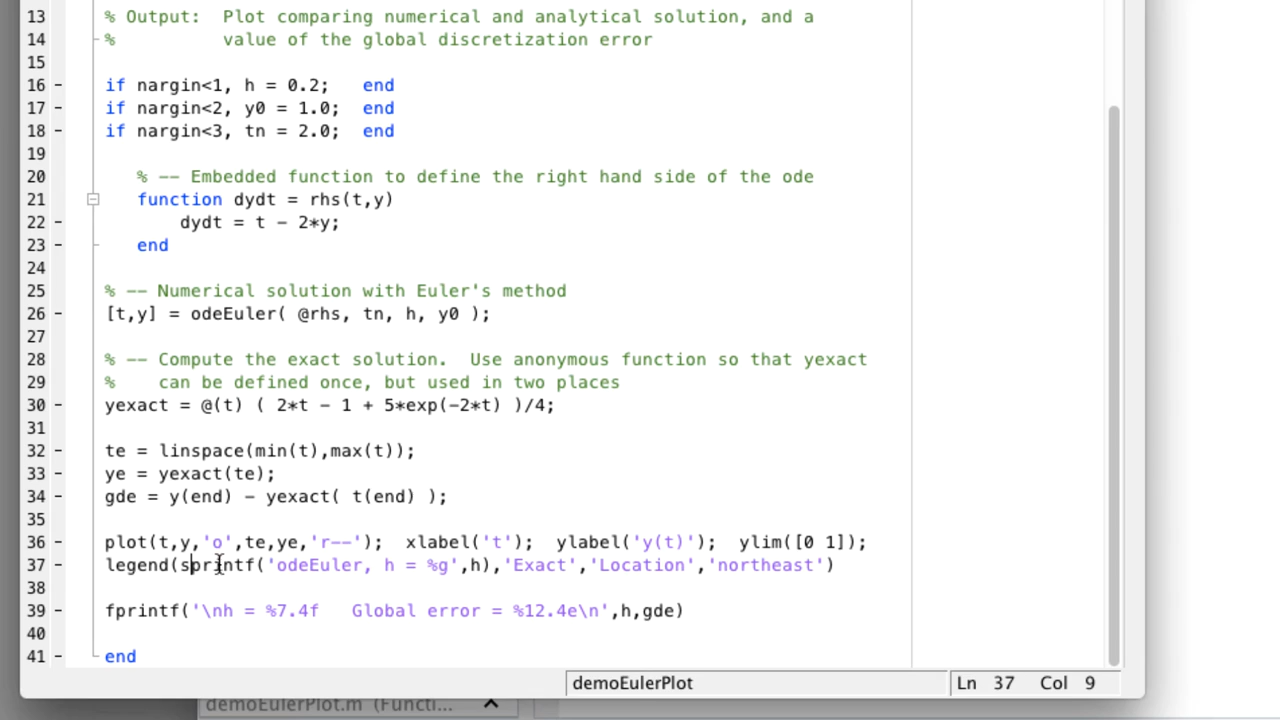 13 % Output:  Plot comparing numerical and analytical solution, and a
14 %          value of the global discretization error
15
16 - if nargin<1, h = 0.2;   end
17 - if nargin<2, y0 = 1.0;  end
18 - if nargin<3, tn = 2.0;  end
19
20 % -- Embedded function to define the right hand side of the ode
21 function dydt = rhs(t,y)
22 - dydt = t - 2*y;
23 - end
24
25 % -- Numerical solution with Euler's method
26 - [t,y] = odeEuler( @rhs, tn, h, y0 );
27
28 % -- Compute the exact solution.  Use anonymous function so that yexact
29 %    can be defined once, but used in two places
30 - yexact = @(t) ( 2*t - 1 + 5*exp(-2*t) )/4;
31
32 - te = linspace(min(t),max(t));
33 - ye = yexact(te);
34 - gde = y(end) - yexact( t(end) );
35
36 - plot(t,y,'o',te,ye,'r--');  xlabel('t');  ylabel('y(t)');  ylim([0 1]);
37 - legend(sprintf('odeEuler, h = %g',h),'Exact','Location','northeast')
38
39 - fprintf('\nh = %7.4f   Global error = %12.4e\n',h,gde)
40
41 - end
demoEulerPlot Ln 37 Col 9
demoEulerPlot.m (Functi...